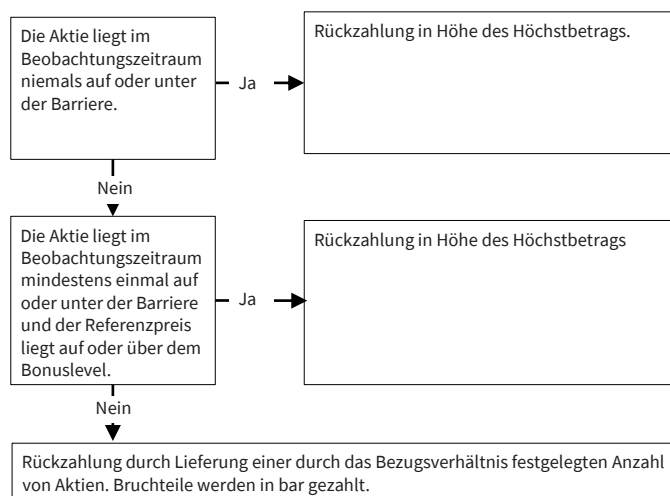 Die Aktie liegt im
Beobachtungszeitraum
niemals auf oder unter
der Barriere.
Ja
Rückzahlung in Höhe des Höchstbetrags.
Nein
Die Aktie liegt im
Beobachtungszeitraum
mindestens einmal auf
oder unter der Barriere
und der Referenzpreis
liegt auf oder über dem
Bonuslevel.
Ja
Rückzahlung in Höhe des Höchstbetrags
Nein
Rückzahlung durch Lieferung einer durch das Bezugsverhältnis festgelegten Anzahl
von Aktien. Bruchteile werden in bar gezahlt.